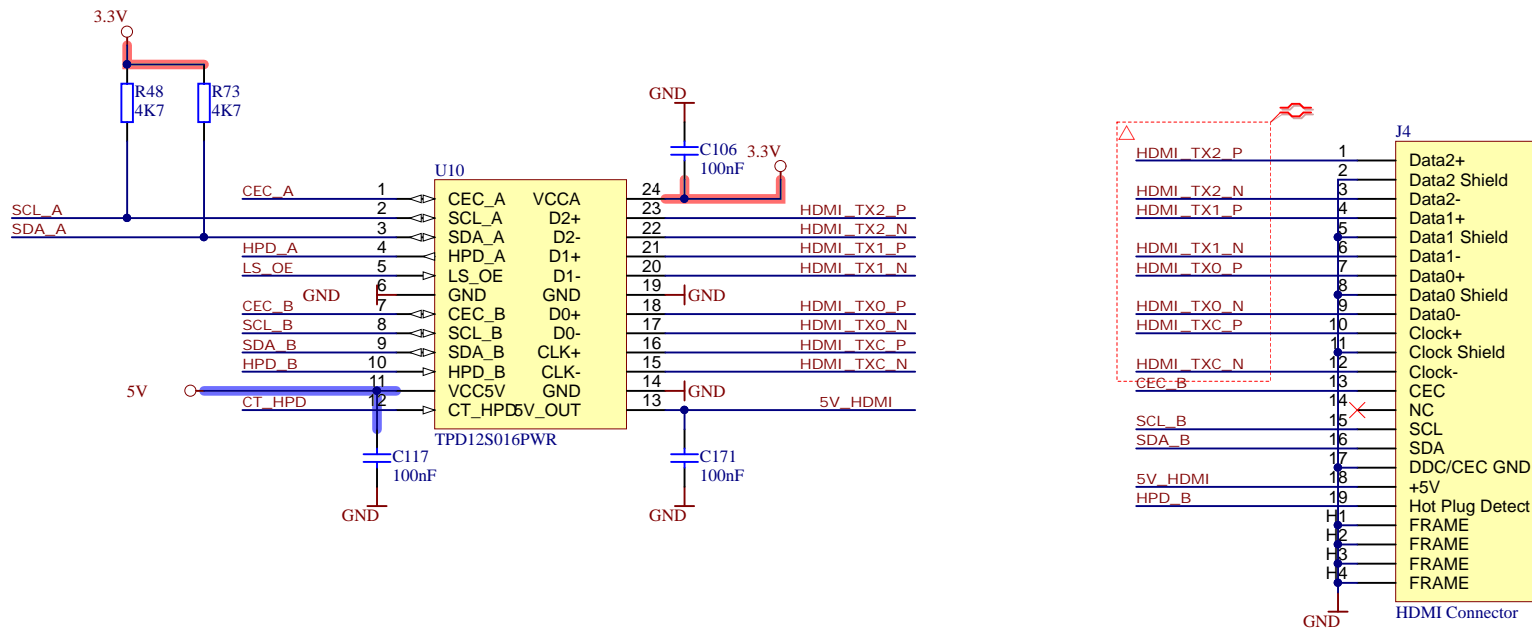 3.3V
R48
4K7
R73
4K7
GND
C106
100nF
3.3V
U10
CEC_A
1
CEC_A
VCCA
24
SCL_A
2
SCL_A
D2+
23
HDMI_TX2_P
SDA_A
3
SDA_A
D2-
22
HDMI_TX2_N
HPD_A
4
HPD_A
D1+
21
HDMI_TX1_P
LS_OE
5
LS_OE
D1-
20
HDMI_TX1_N
GND
6
GND
GND
19
GND
CEC_B
7
CEC_B
D0+
18
HDMI_TX0_P
SCL_B
8
SCL_B
D0-
17
HDMI_TX0_N
SDA_B
9
SDA_B
CLK+
16
HDMI_TXC_P
HPD_B
10
HPD_B
CLK-
15
HDMI_TXC_N
5V
11
VCC5V
GND
14
GND
CT_HPD
12
CT_HPD
5V_OUT
13
5V_HDMI
TPD12S016PWR
C117
100nF
GND
C171
100nF
GND
J4
HDMI_TX2_P
1
Data2+
2
Data2 Shield
HDMI_TX2_N
3
Data2-
HDMI_TX1_P
4
Data1+
5
Data1 Shield
HDMI_TX1_N
6
Data1-
HDMI_TX0_P
7
Data0+
8
Data0 Shield
HDMI_TX0_N
9
Data0-
HDMI_TXC_P
10
Clock+
11
Clock Shield
HDMI_TXC_N
12
Clock-
CEC_B
13
CEC
14
NC
SCL_B
15
SCL
SDA_B
16
SDA
17
DDC/CEC GND
5V_HDMI
18
+5V
HPD_B
19
Hot Plug Detect
H1
FRAME
H2
FRAME
H3
FRAME
H4
FRAME
GND
HDMI Connector